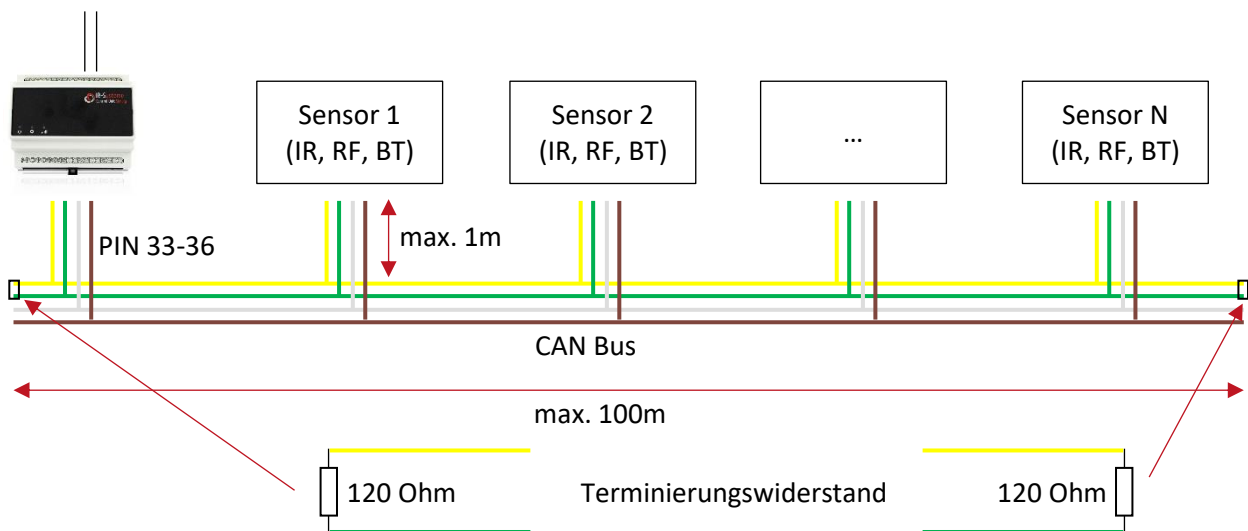 Sensor 1
(IR, RF, BT)
Sensor 2
(IR, RF, BT)
...
Sensor N
(IR, RF, BT)
PIN 33-36
max. 1m
CAN Bus
max. 100m
120 Ohm
Terminierungswiderstand
120 Ohm